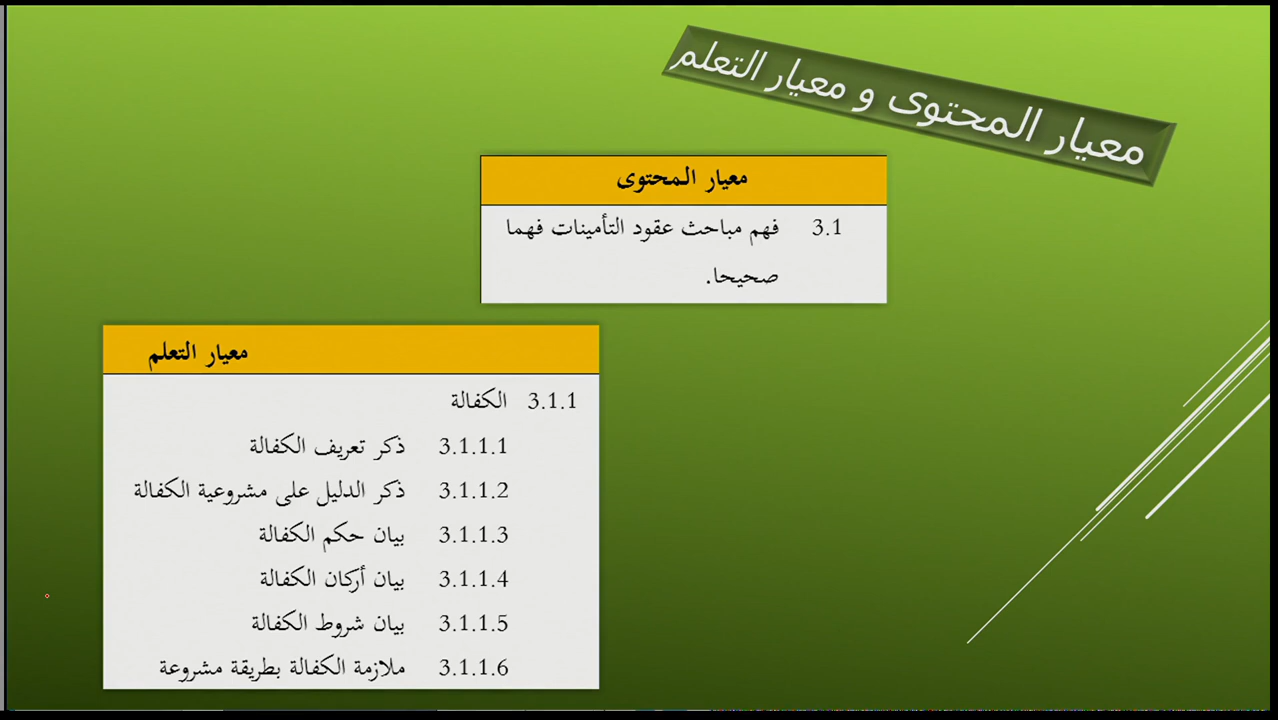 معيار المحتوى و معيار التعلم
معيار المحتوى
3.1 فهم مباحث عقود التأمينات فهما
صحيحا.
معيار التعلم
3.1.1 الكفالة
3.1.1.1 ذكر تعريف الكفالة
3.1.1.2 ذكر الدليل على مشروعية الكفالة
3.1.1.3 بيان حكم الكفالة
3.1.1.4 بيان أركان الكفالة
3.1.1.5 بيان شروط الكفالة
3.1.1.6 ملازمة الكفالة بطريقة مشروعة